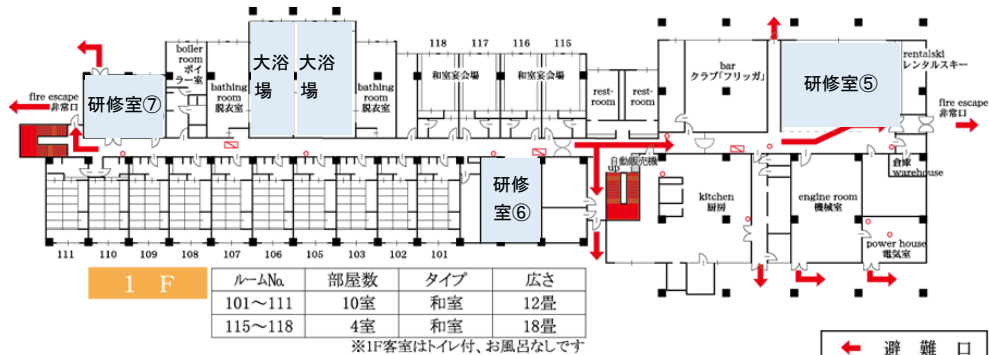 boiler
room
ボイ
ラー室
大浴
場
大浴
場
118
117
116
115
和室宴会場
和室宴会場
bar
クラブ「フリッガ」
研修室⑤
rentalski
レンタルスキー
fire escape
非常口
研修室⑦
bathing
room
脱衣室
bathing
room
脱衣室
rest-
room
rest-
room
fire escape
非常口
自動販売機
up
倉庫
warehouse
研修
室⑥
kitchen
厨房
engine room
機械室
power house
電気室
111
110
109
108
107
106
105
103
102
101
1 F
ルームNo. 部屋数 タイプ 広さ
101～111 10室 和室 12畳
115～118 4室 和室 18畳
※1F客室はトイレ付、お風呂なしです
避 難 口